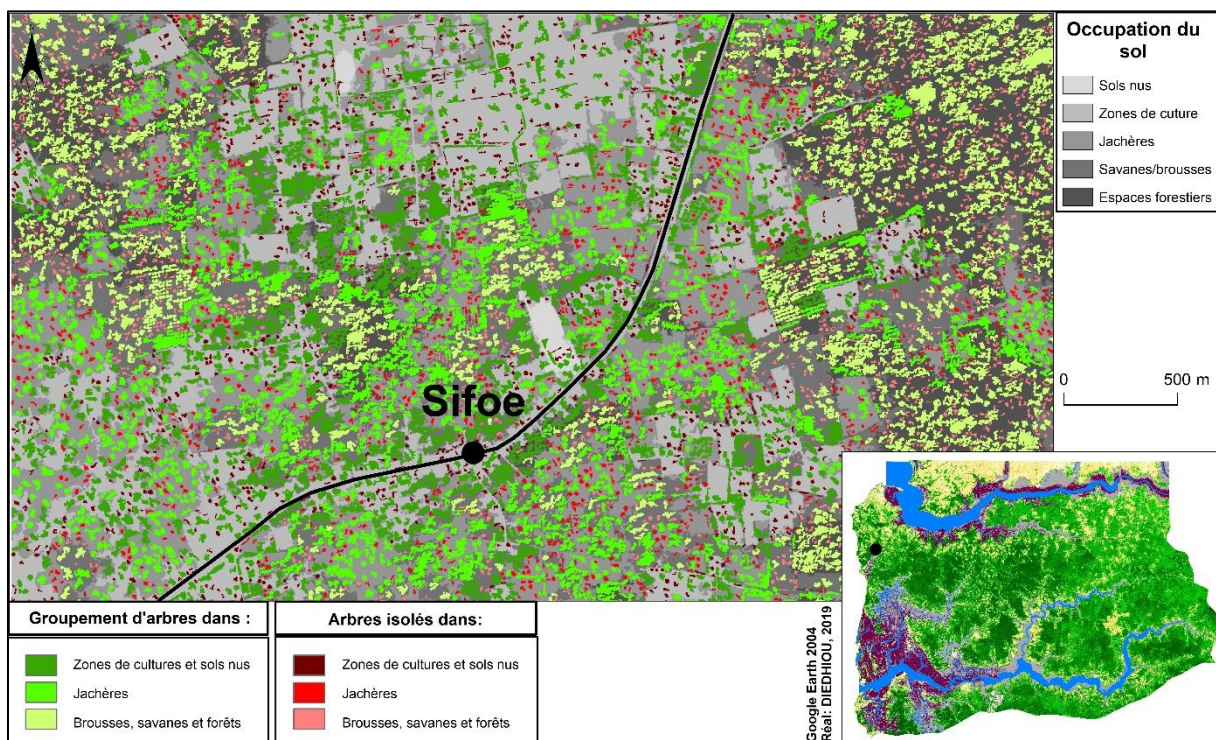 Occupation du
sol
Sols nus
Zones de cuture
Jachères
Savanes/brousses
Espaces forestiers
Sifoe
0 500 m
Groupement d'arbres dans :
Zones de cultures et sols nus
Jachères
Brousses, savanes et forêts
Arbres isolés dans:
Zones de cultures et sols nus
Jachères
Brousses, savanes et forêts
Google Earth 2004
Réal: DIEDHIOU, 2019